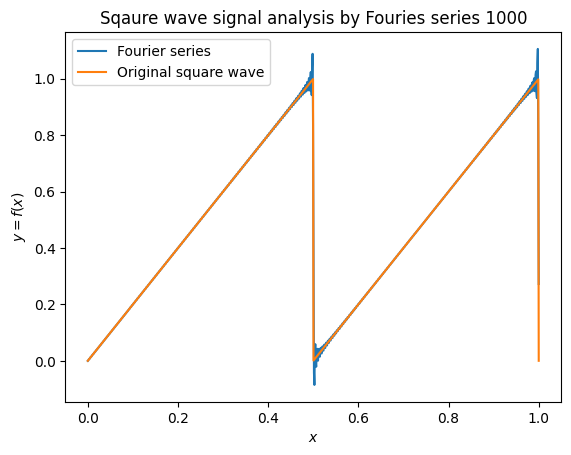 Sqaure wave signal analysis by Fouries series 1000
Fourier series
Original square wave
1.0
0.8
0.6
0.4
0.2
0.0
y = f(x)
0.0 0.2 0.4 0.6 0.8 1.0
x